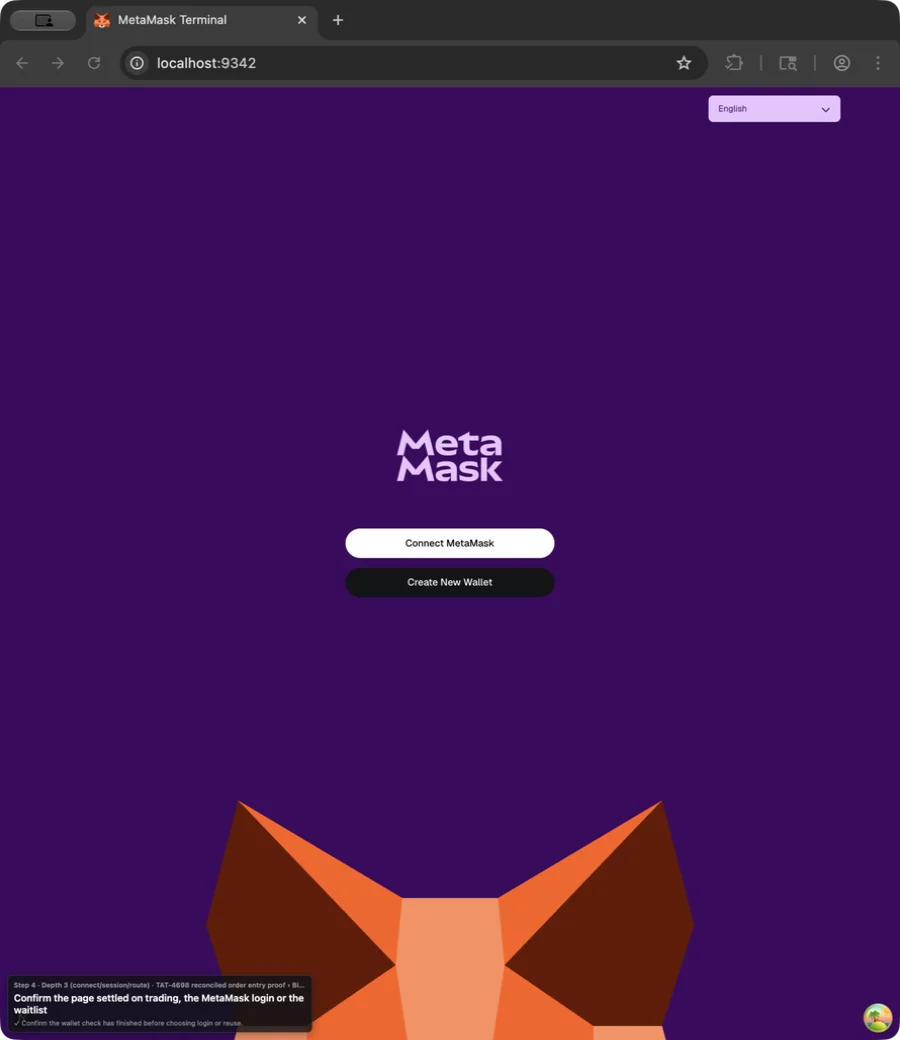 MetaMask Terminal
localhost:9342
English
Meta
Mask
Connect MetaMask
Create New Wallet
Step 4 · Depth 3 (connect/session/route) · TAT-4698 reconciled order entry proof › Bi...
Confirm the page settled on trading, the MetaMask login or the
waitlist
✓ Confirm the wallet check has finished before choosing login or reuse.